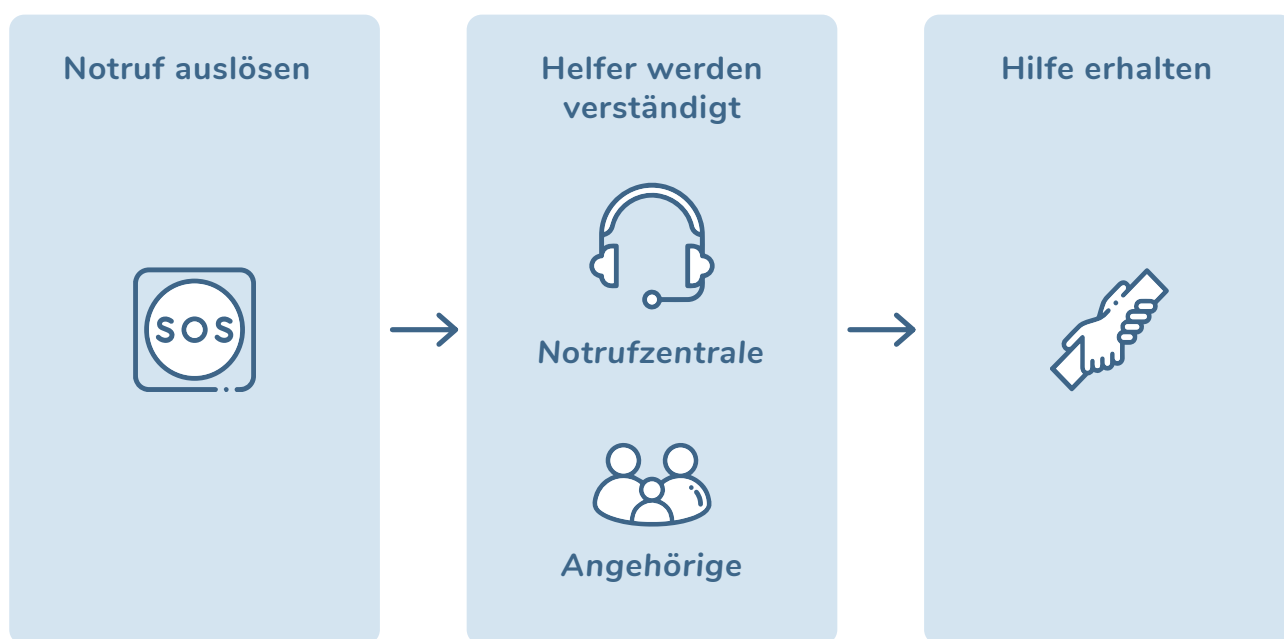 Notruf auslösen
SOS
Helfer werden
verständigt
Notrufzentrale
Angehörige
Hilfe erhalten